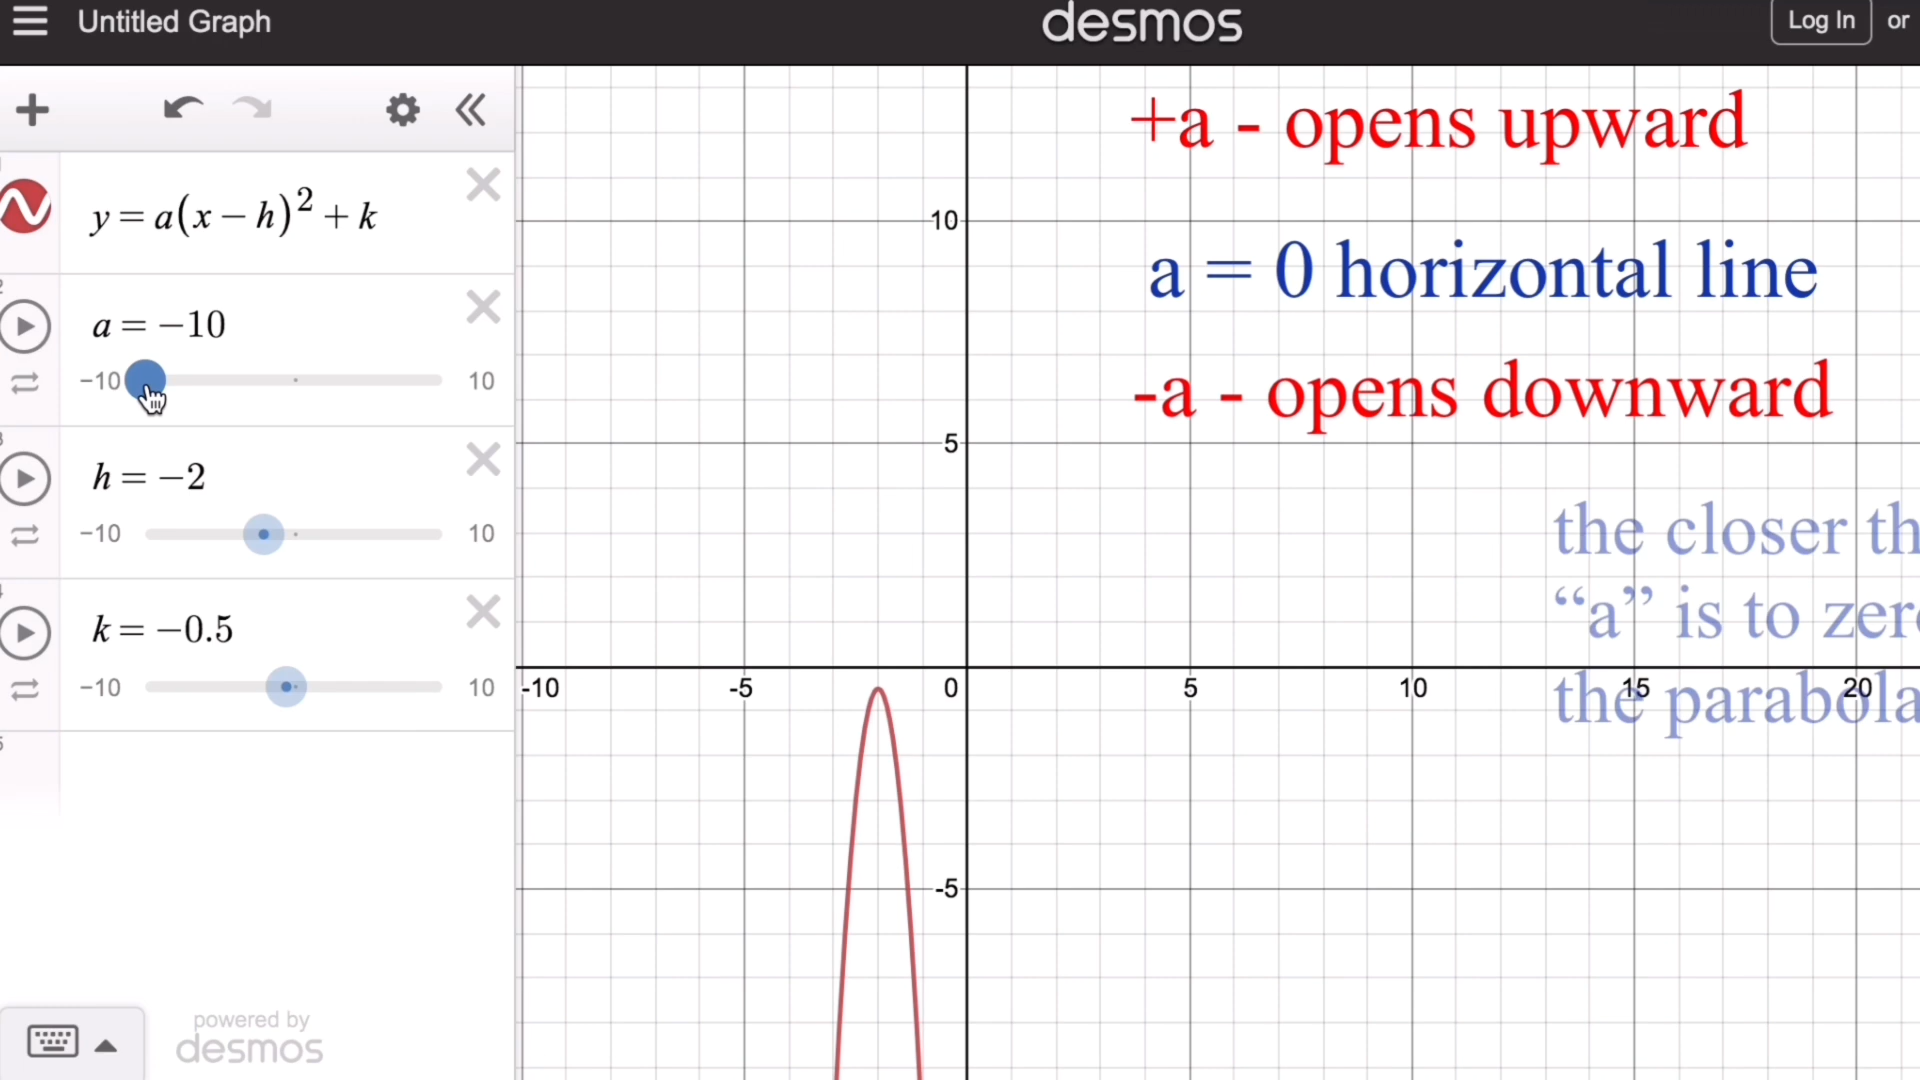 Untitled Graph
desmos
Log In or
y = a(x − h)² + k
a = −10
−10 10
h = −2
−10 10
k = −0.5
−10 10
powered by
desmos
+a - opens upward
a = 0 horizontal line
-a - opens downward
the closer th
“a” is to zero
the parabola
10
5
-10 -5 0 5 10 15 20
-5